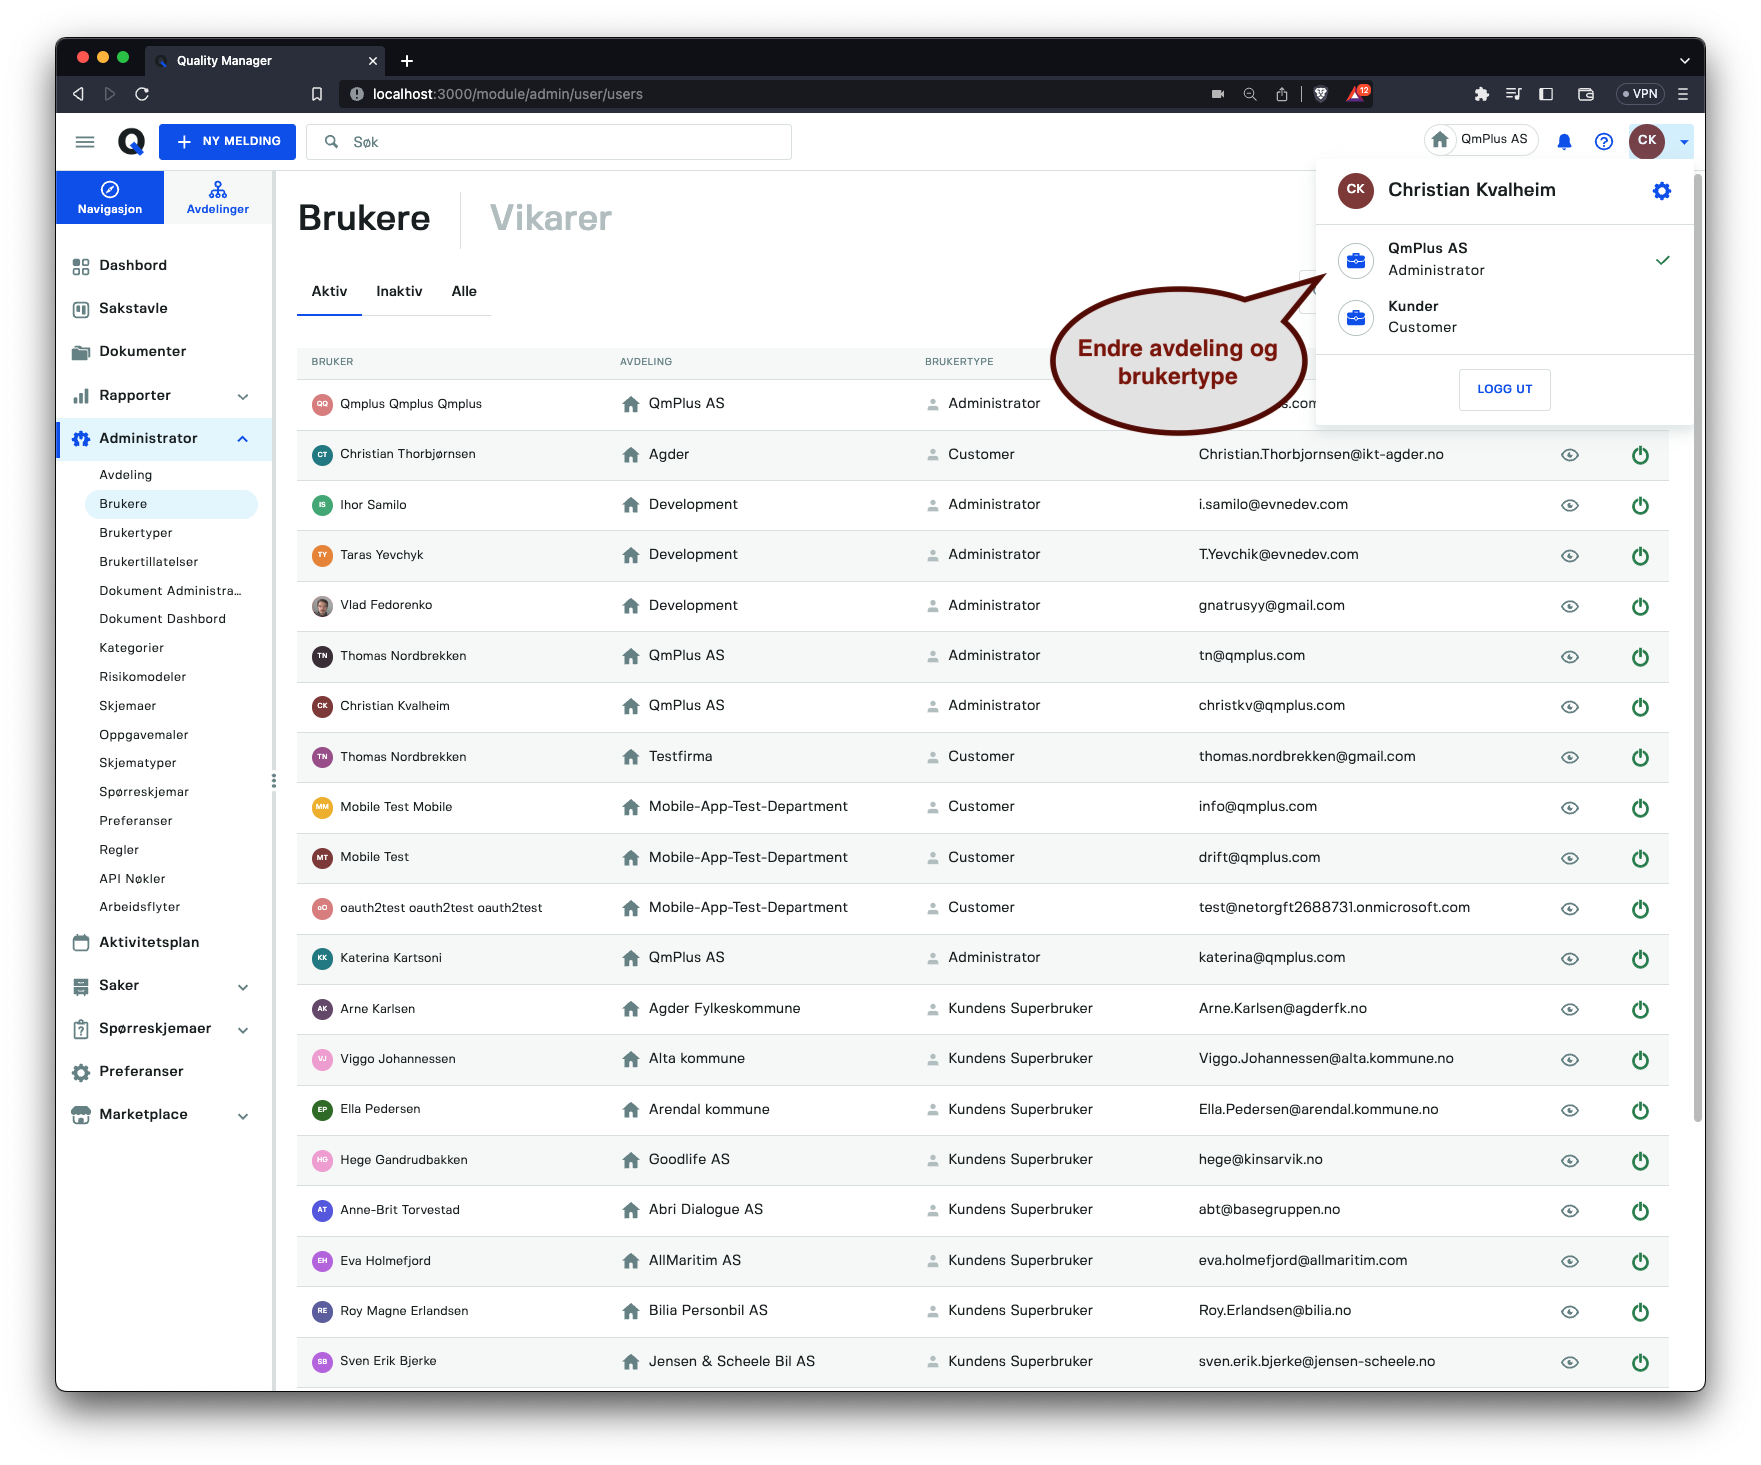 Quality Manager
localhost:3000/module/admin/user/users
12
VPN
NY MELDING
Søk
QmPlus AS
CK
Navigasjon
Avdelinger
Dashbord
Sakstavle
Dokumenter
Rapporter
Administrator
Avdeling
Brukere
Brukertyper
Brukertillatelser
Dokument Administra...
Dokument Dashbord
Kategorier
Risikomodeler
Skjemaer
Oppgavemaler
Skjematyper
Spørreskjemar
Preferanser
Regler
API Nøkler
Arbeidsflyter
Aktivitetsplan
Saker
Spørreskjemaer
Preferanser
Marketplace
Brukere
Vikarer
Aktiv Inaktiv Alle
CK Christian Kvalheim
QmPlus AS
Administrator
Kunder
Customer
LOGG UT
Endre avdeling og
brukertype
BRUKER AVDELING BRUKERTYPE
QQ Qmplus Qmplus Qmplus QmPlus AS Administrator s.com
CT Christian Thorbjørnsen Agder Customer Christian.Thorbjornsen@ikt-agder.no
IS Ihor Samilo Development Administrator i.samilo@evnedev.com
TY Taras Yevchyk Development Administrator T.Yevchik@evnedev.com
Vlad Fedorenko Development Administrator gnatrusyy@gmail.com
TN Thomas Nordbrekken QmPlus AS Administrator tn@qmplus.com
CK Christian Kvalheim QmPlus AS Administrator christkv@qmplus.com
TN Thomas Nordbrekken Testfirma Customer thomas.nordbrekken@gmail.com
MM Mobile Test Mobile Mobile-App-Test-Department Customer info@qmplus.com
MT Mobile Test Mobile-App-Test-Department Customer drift@qmplus.com
oO oauth2test oauth2test oauth2test Mobile-App-Test-Department Customer test@netorgft2688731.onmicrosoft.com
KK Katerina Kartsoni QmPlus AS Administrator katerina@qmplus.com
AK Arne Karlsen Agder Fylkeskommune Kundens Superbruker Arne.Karlsen@agderfk.no
VJ Viggo Johannessen Alta kommune Kundens Superbruker Viggo.Johannessen@alta.kommune.no
EP Ella Pedersen Arendal kommune Kundens Superbruker Ella.Pedersen@arendal.kommune.no
HG Hege Gandrudbakken Goodlife AS Kundens Superbruker hege@kinsarvik.no
AT Anne-Brit Torvestad Abri Dialogue AS Kundens Superbruker abt@basegruppen.no
EH Eva Holmefjord AllMaritim AS Kundens Superbruker eva.holmefjord@allmaritim.com
RE Roy Magne Erlandsen Bilia Personbil AS Kundens Superbruker Roy.Erlandsen@bilia.no
SB Sven Erik Bjerke Jensen & Scheele Bil AS Kundens Superbruker sven.erik.bjerke@jensen-scheele.no